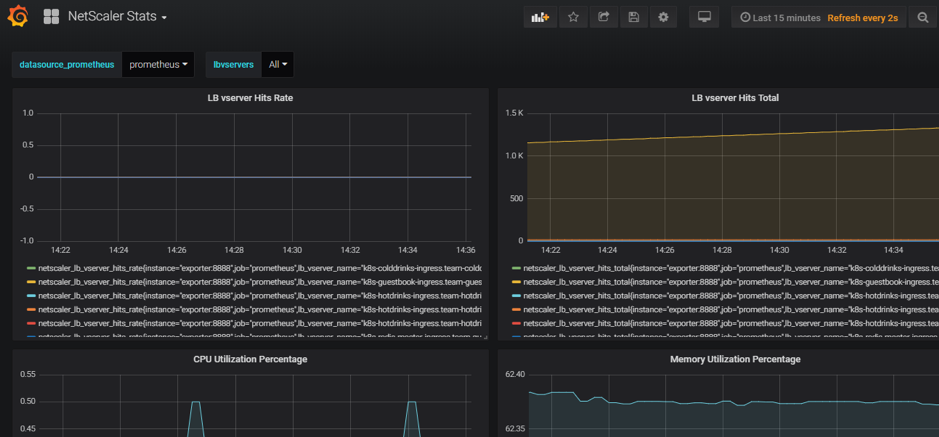 NetScaler Stats
Last 15 minutes Refresh every 2s
datasource_prometheus prometheus lbvservers All
LB vserver Hits Rate
1.0
0.5
0
-0.5
-1.0
14:22 14:24 14:26 14:28 14:30 14:32 14:34 14:36
netscaler_lb_vserver_hits_rate{instance="exporter:8888",job="prometheus",lb_vserver_name="k8s-colddrinks-ingress.team-coldd
netscaler_lb_vserver_hits_rate{instance="exporter:8888",job="prometheus",lb_vserver_name="k8s-guestbook-ingress.team-gues
netscaler_lb_vserver_hits_rate{instance="exporter:8888",job="prometheus",lb_vserver_name="k8s-hotdrinks-ingress.team-hotdri
netscaler_lb_vserver_hits_rate{instance="exporter:8888",job="prometheus",lb_vserver_name="k8s-hotdrinks-ingress.team-hotdri
netscaler_lb_vserver_hits_rate{instance="exporter:8888",job="prometheus",lb_vserver_name="k8s-hotdrinks-ingress.team-hotdri
LB vserver Hits Total
1.5 K
1.0 K
500
0
14:22 14:24 14:26 14:28 14:30 14:32 14:34
netscaler_lb_vserver_hits_total{instance="exporter:8888",job="prometheus",lb_vserver_name="k8s-colddrinks-ingress.team-co
netscaler_lb_vserver_hits_total{instance="exporter:8888",job="prometheus",lb_vserver_name="k8s-guestbook-ingress.team-g
netscaler_lb_vserver_hits_total{instance="exporter:8888",job="prometheus",lb_vserver_name="k8s-hotdrinks-ingress.team-ho
netscaler_lb_vserver_hits_total{instance="exporter:8888",job="prometheus",lb_vserver_name="k8s-hotdrinks-ingress.team-ho
netscaler_lb_vserver_hits_total{instance="exporter:8888",job="prometheus",lb_vserver_name="k8s-hotdrinks-ingress.team-ho
CPU Utilization Percentage
0.55
0.50
0.45
Memory Utilization Percentage
62.40
62.35